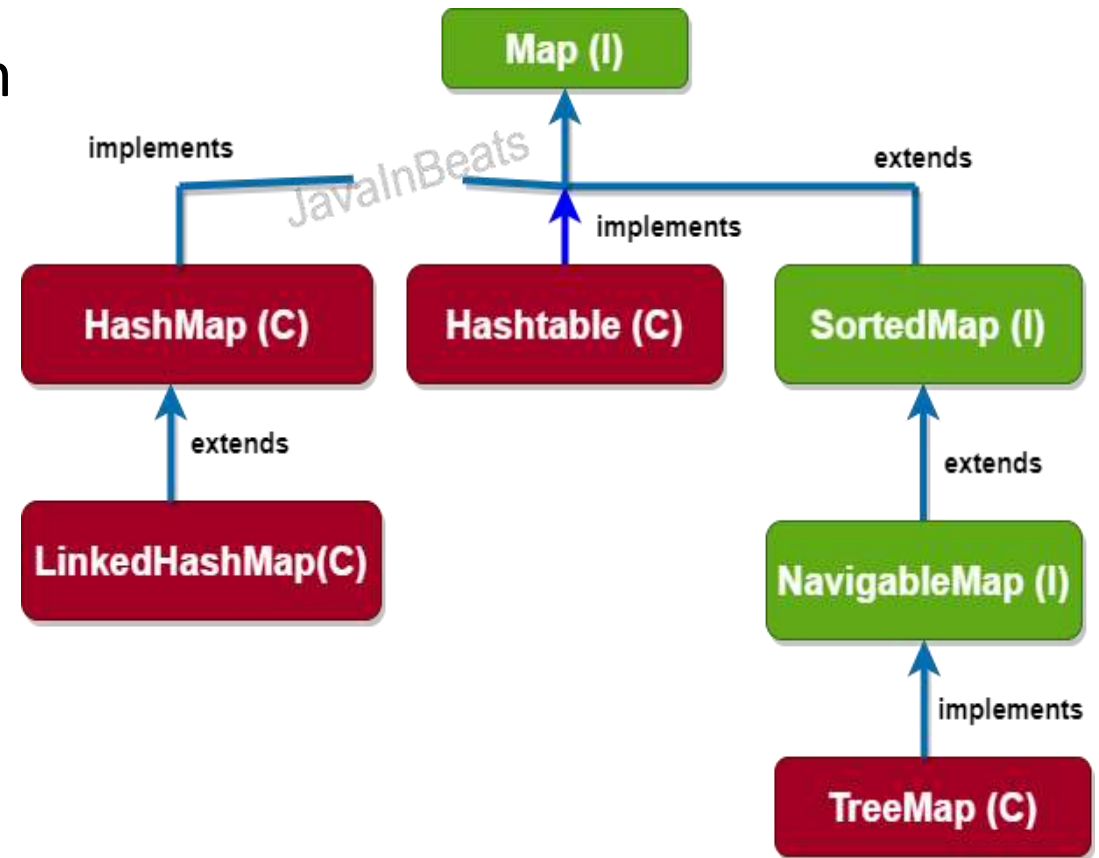 Map (I)
n
implements
JavaInBeats
extends
implements
HashMap (C)
Hashtable (C)
SortedMap (I)
extends
extends
LinkedHashMap(C)
NavigableMap (I)
implements
TreeMap (C)